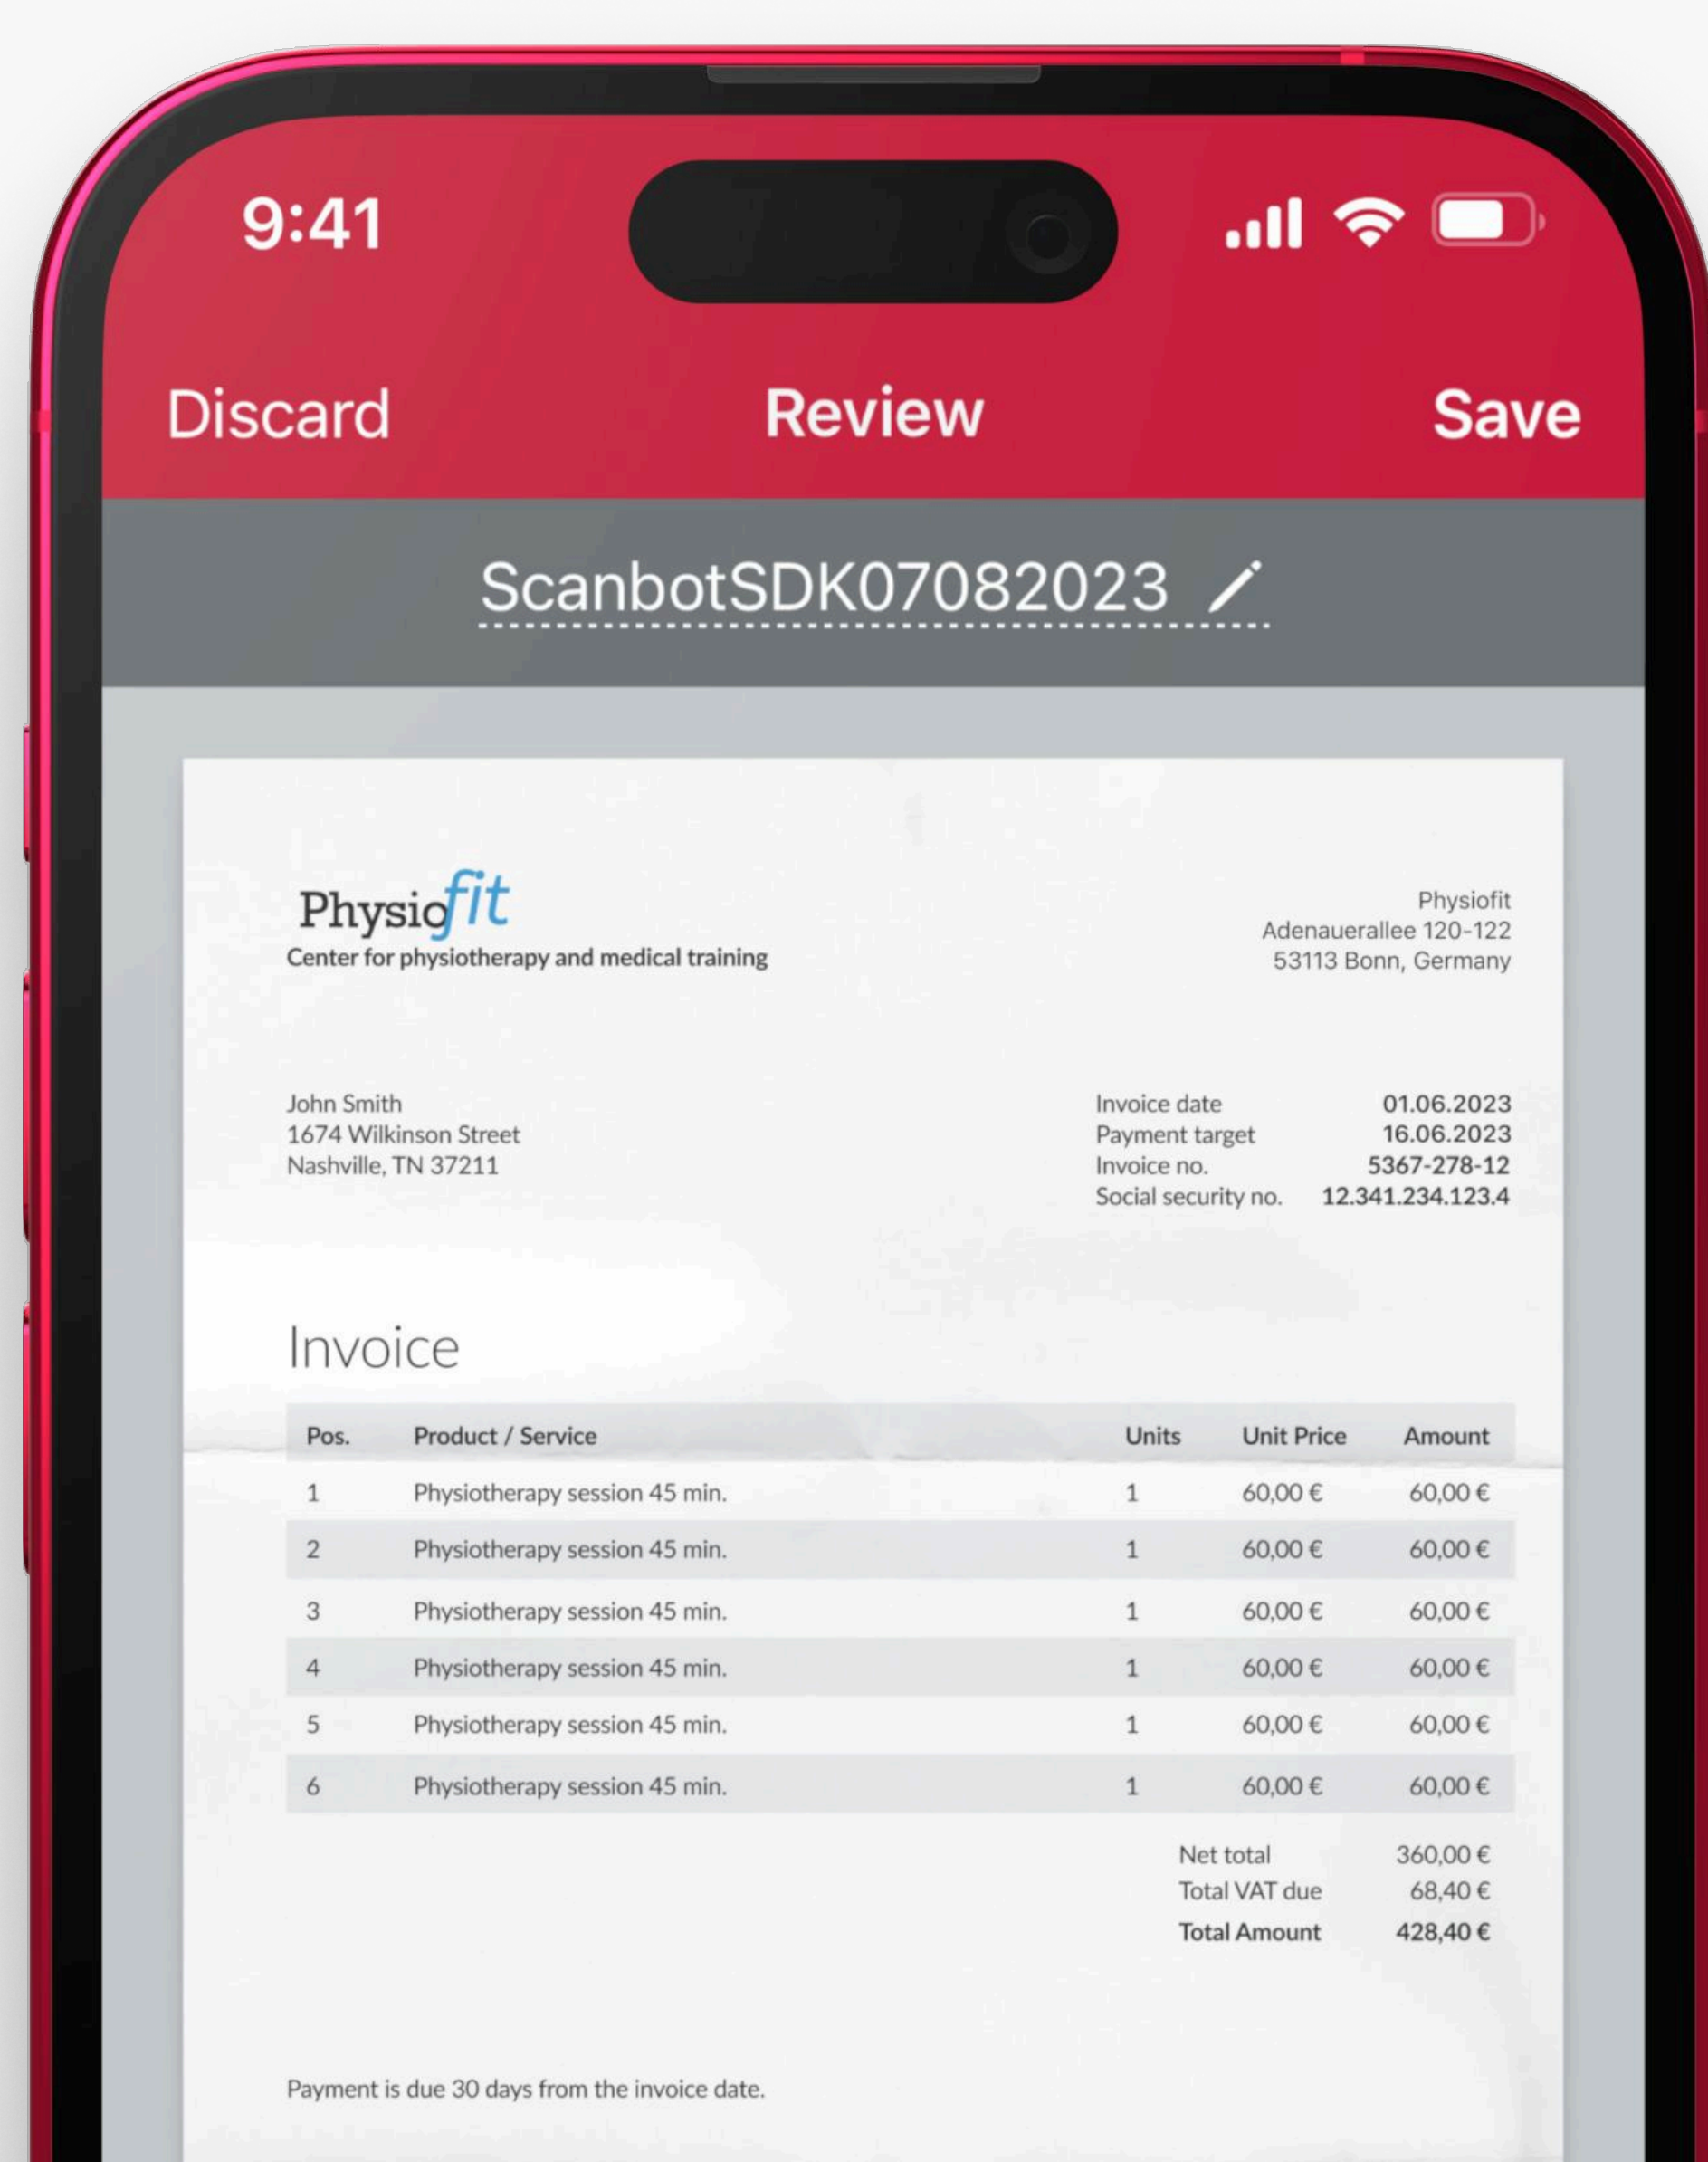 9:41
Discard Review Save
ScanbotSDK07082023
Physiofit
Center for physiotherapy and medical training
Physiofit
Adenauerallee 120-122
53113 Bonn, Germany
John Smith
1674 Wilkinson Street
Nashville, TN 37211
Invoice date 01.06.2023
Payment target 16.06.2023
Invoice no. 5367-278-12
Social security no. 12.341.234.123.4
Invoice
Pos. Product / Service Units Unit Price Amount
1 Physiotherapy session 45 min. 1 60,00 € 60,00 €
2 Physiotherapy session 45 min. 1 60,00 € 60,00 €
3 Physiotherapy session 45 min. 1 60,00 € 60,00 €
4 Physiotherapy session 45 min. 1 60,00 € 60,00 €
5 Physiotherapy session 45 min. 1 60,00 € 60,00 €
6 Physiotherapy session 45 min. 1 60,00 € 60,00 €
Net total 360,00 €
Total VAT due 68,40 €
Total Amount 428,40 €
Payment is due 30 days from the invoice date.